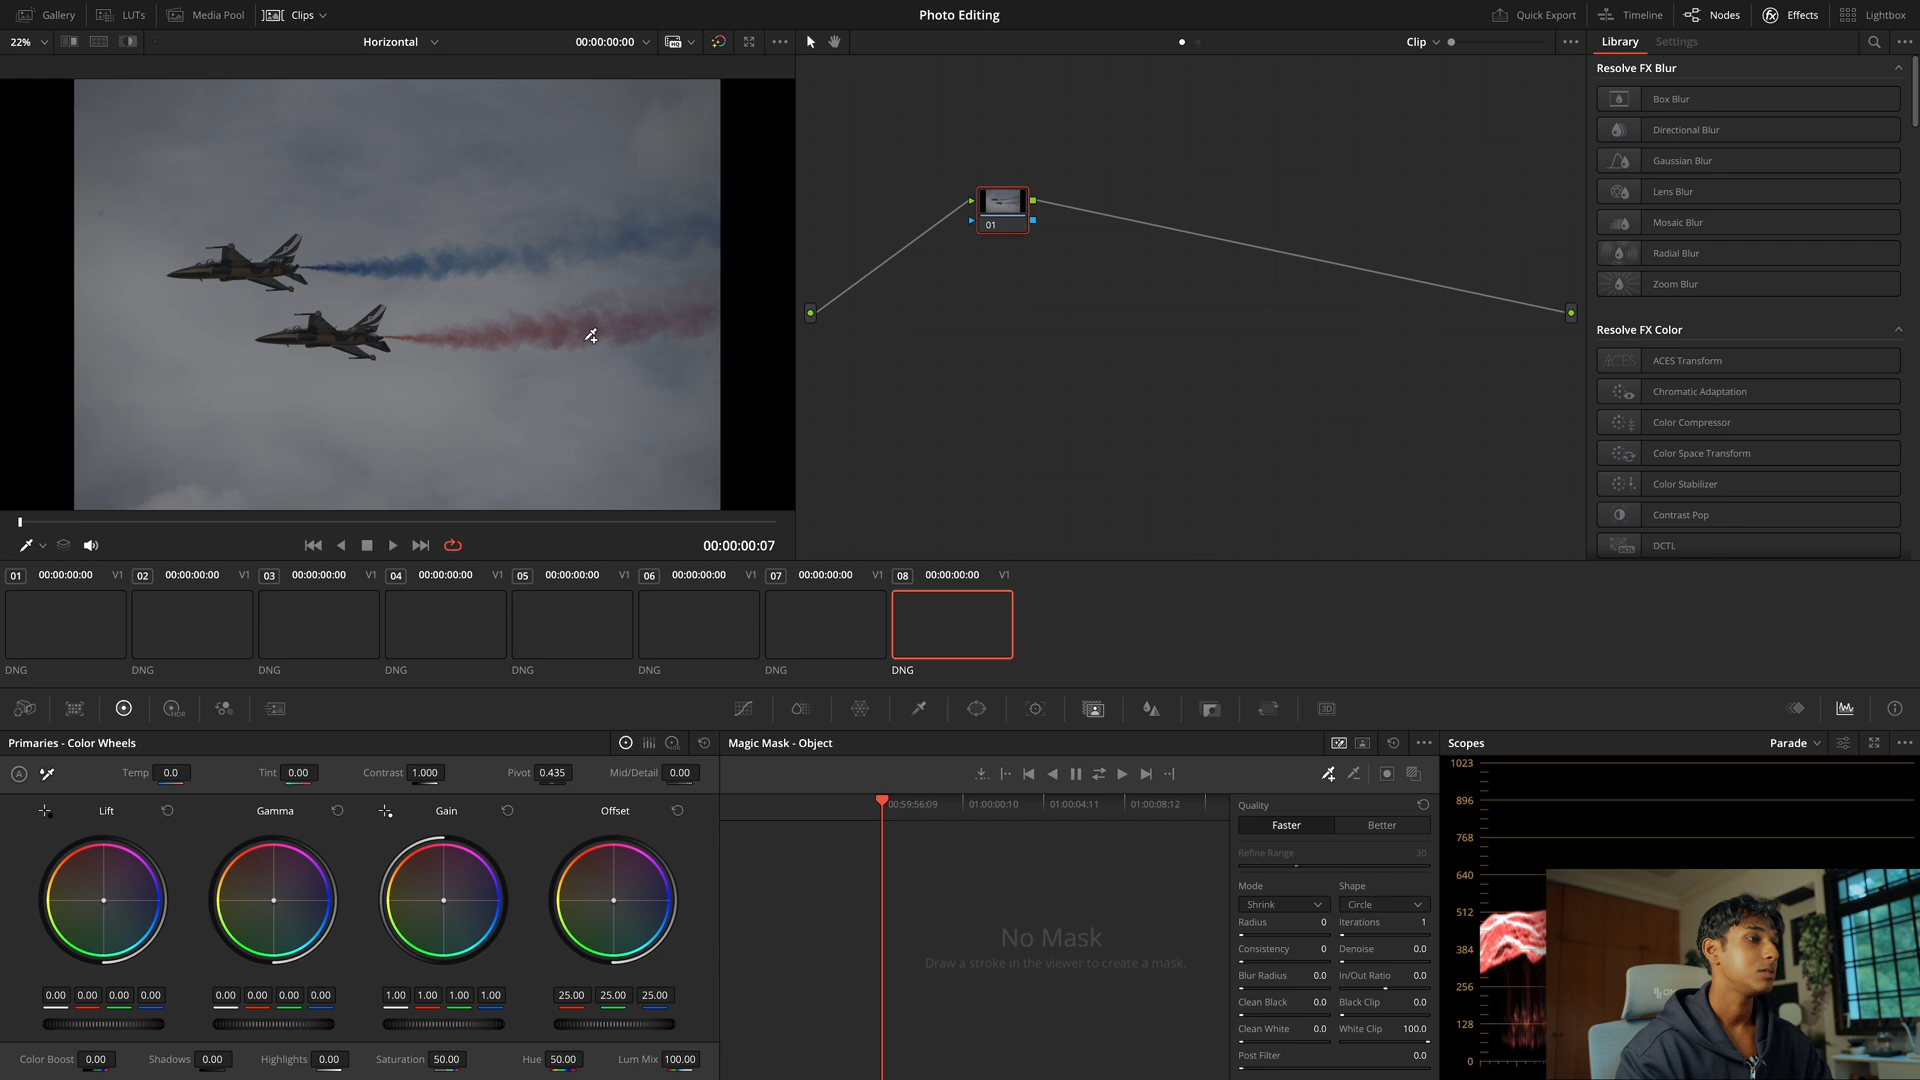 Gallery LUTs Media Pool Clips Photo Editing Quick Export Timeline Nodes Effects Lightbox
22% Horizontal 00:00:00:00 Clip Library Settings
Resolve FX Blur
Box Blur
Directional Blur
Gaussian Blur
Lens Blur
Mosaic Blur
Radial Blur
Zoom Blur
Resolve FX Color
ACES ACES Transform
Chromatic Adaptation
Color Compressor
Color Space Transform
Color Stabilizer
Contrast Pop
DCTL DCTL
01
00:00:00:07
01 00:00:00:00 V1 02 00:00:00:00 V1 03 00:00:00:00 V1 04 00:00:00:00 V1 05 00:00:00:00 V1 06 00:00:00:00 V1 07 00:00:00:00 V1 08 00:00:00:00 V1
DNG DNG DNG DNG DNG DNG DNG DNG
HDR 3D
Primaries - Color Wheels
A Temp 0.0 Tint 0.00 Contrast 1.000 Pivot 0.435 Mid/Detail 0.00
Lift Gamma Gain Offset
0.00 0.00 0.00 0.00 0.00 0.00 0.00 0.00 1.00 1.00 1.00 1.00 25.00 25.00 25.00
Color Boost 0.00 Shadows 0.00 Highlights 0.00 Saturation 50.00 Hue 50.00 Lum Mix 100.00
Magic Mask - Object
00:59:56:09 01:00:00:10 01:00:04:11 01:00:08:12
No Mask
Draw a stroke in the viewer to create a mask.
Quality
Faster Better
Refine Range 30
Mode Shape
Shrink Circle
Radius 0 Iterations 1
Consistency 0 Denoise 0.0
Blur Radius 0.0 In/Out Ratio 0.0
Clean Black 0.0 Black Clip 0.0
Clean White 0.0 White Clip 100.0
Post Filter 0.0
Scopes Parade
1023
896
768
640
512
384
256
128
0